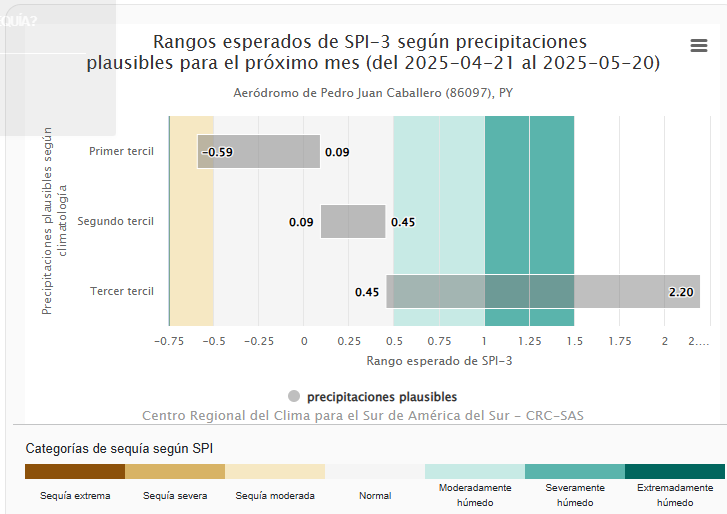 EQUÍA?
Rangos esperados de SPI-3 según precipitaciones
plausibles para el próximo mes (del 2025-04-21 al 2025-05-20)
Aeródromo de Pedro Juan Caballero (86097), PY
Precipitaciones plausibles según
climatología
Primer tercil
-0.59
0.09
Segundo tercil
0.09
0.45
Tercer tercil
0.45
2.20
-0.75 -0.5 -0.25 0 0.25 0.5 0.75 1 1.25 1.5 1.75 2 2....
Rango esperado de SPI-3
precipitaciones plausibles
Centro Regional del Clima para el Sur de América del Sur - CRC-SAS
Categorías de sequía según SPI
Sequía extrema Sequía severa Sequía moderada Normal Moderadamente húmedo Severamente húmedo Extremadamente húmedo